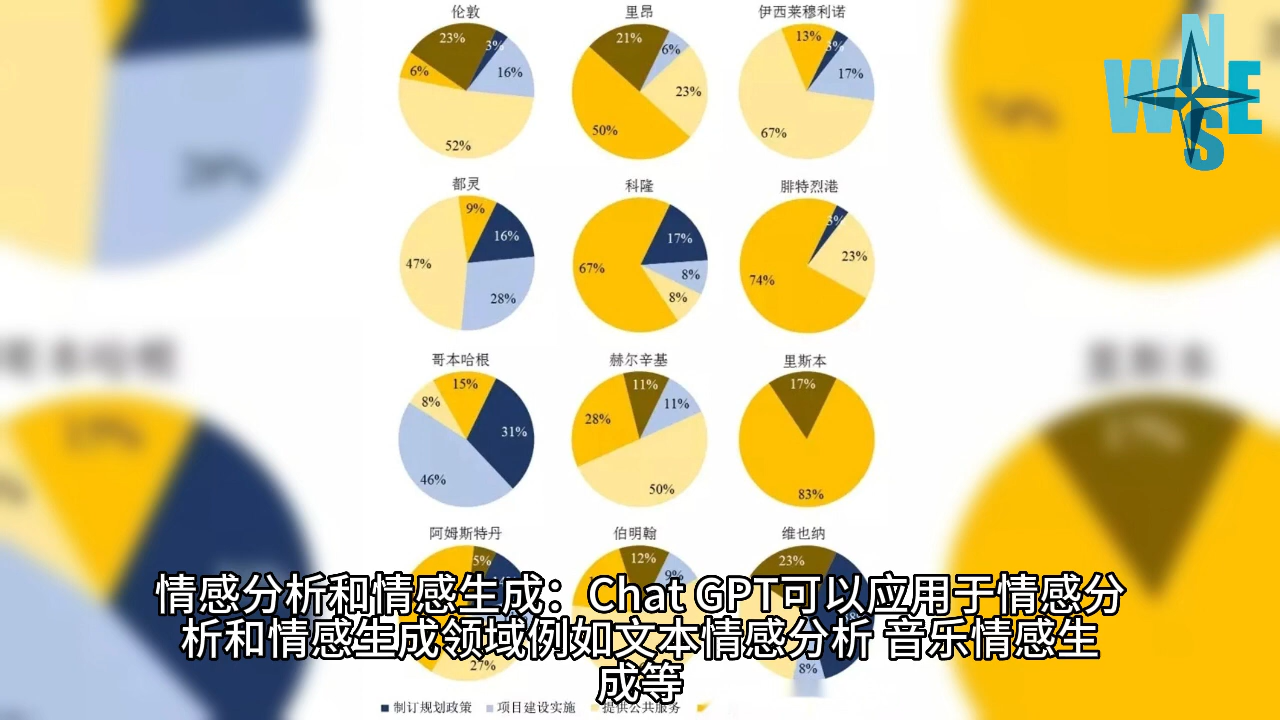 伦敦 里昂 伊西莱穆利诺
23% 3% 16% 52% 6%
21% 6% 23% 50%
13% 3% 17% 67%
都灵 科隆 腓特烈港
9% 16% 28% 47%
17% 8% 8% 67%
3% 23% 74%
哥本哈根 赫尔辛基 里斯本
15% 31% 46% 8%
11% 11% 50% 28%
17% 83%
阿姆斯特丹 伯明翰 维也纳
5% 27%
12% 9%
23% 8%
情感分析和情感生成：Chat GPT可以应用于情感分
析和情感生成领域例如文本情感分析 音乐情感生
成等
制订规划政策 项目建设实施 提供公共服务
N
W E
S